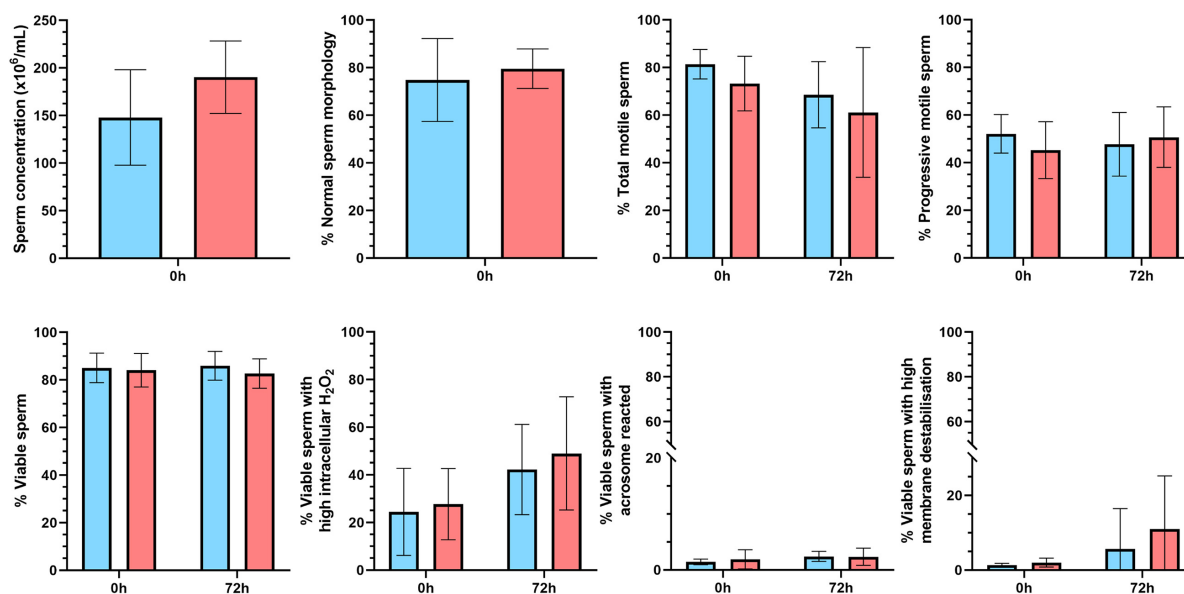 Sperm concentration (x10⁶/mL)
250
200
150
100
50
0
0h
% Normal sperm morphology
100
80
60
40
20
0
0h
% Total motile sperm
100
80
60
40
20
0
0h 72h
% Progressive motile sperm
100
80
60
40
20
0
0h 72h
% Viable sperm
100
80
60
40
20
0
0h 72h
% Viable sperm with
high intracellular H₂O₂
100
80
60
40
20
0
0h 72h
% Viable sperm with
acrosome reacted
100
80
60
20
0
0h 72h
% Viable sperm with high
membrane destabilisation
100
80
60
20
0
0h 72h